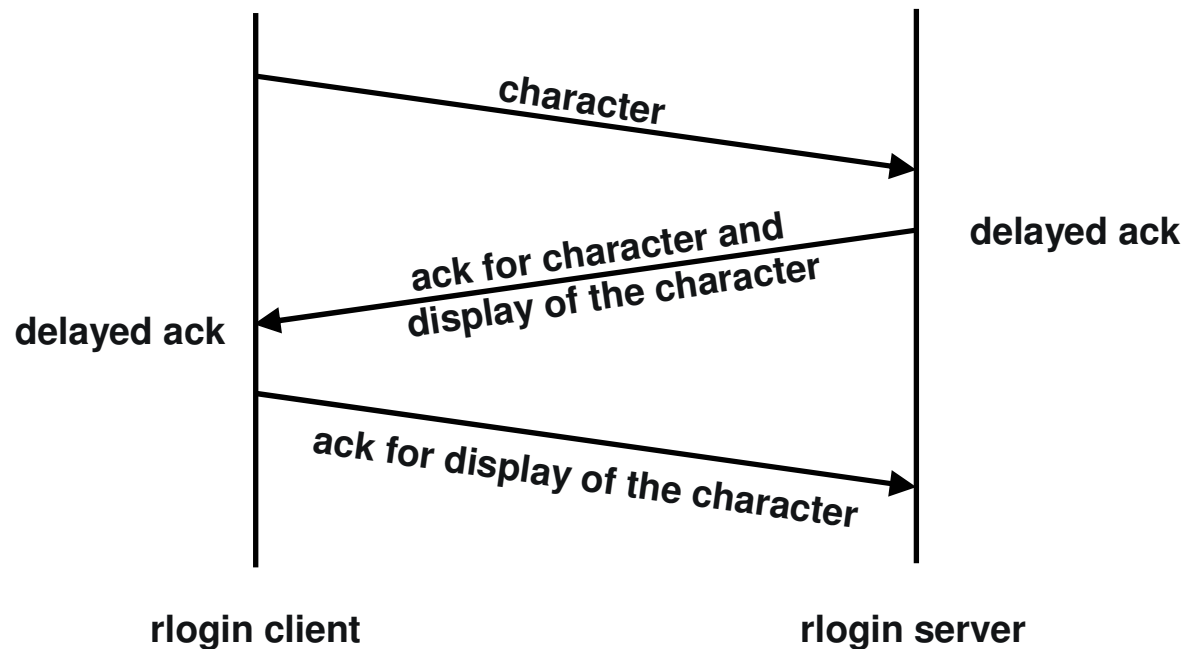 character
delayed ack
ack for character and
display of the character
delayed ack
ack for display of the character
rlogin client
rlogin server